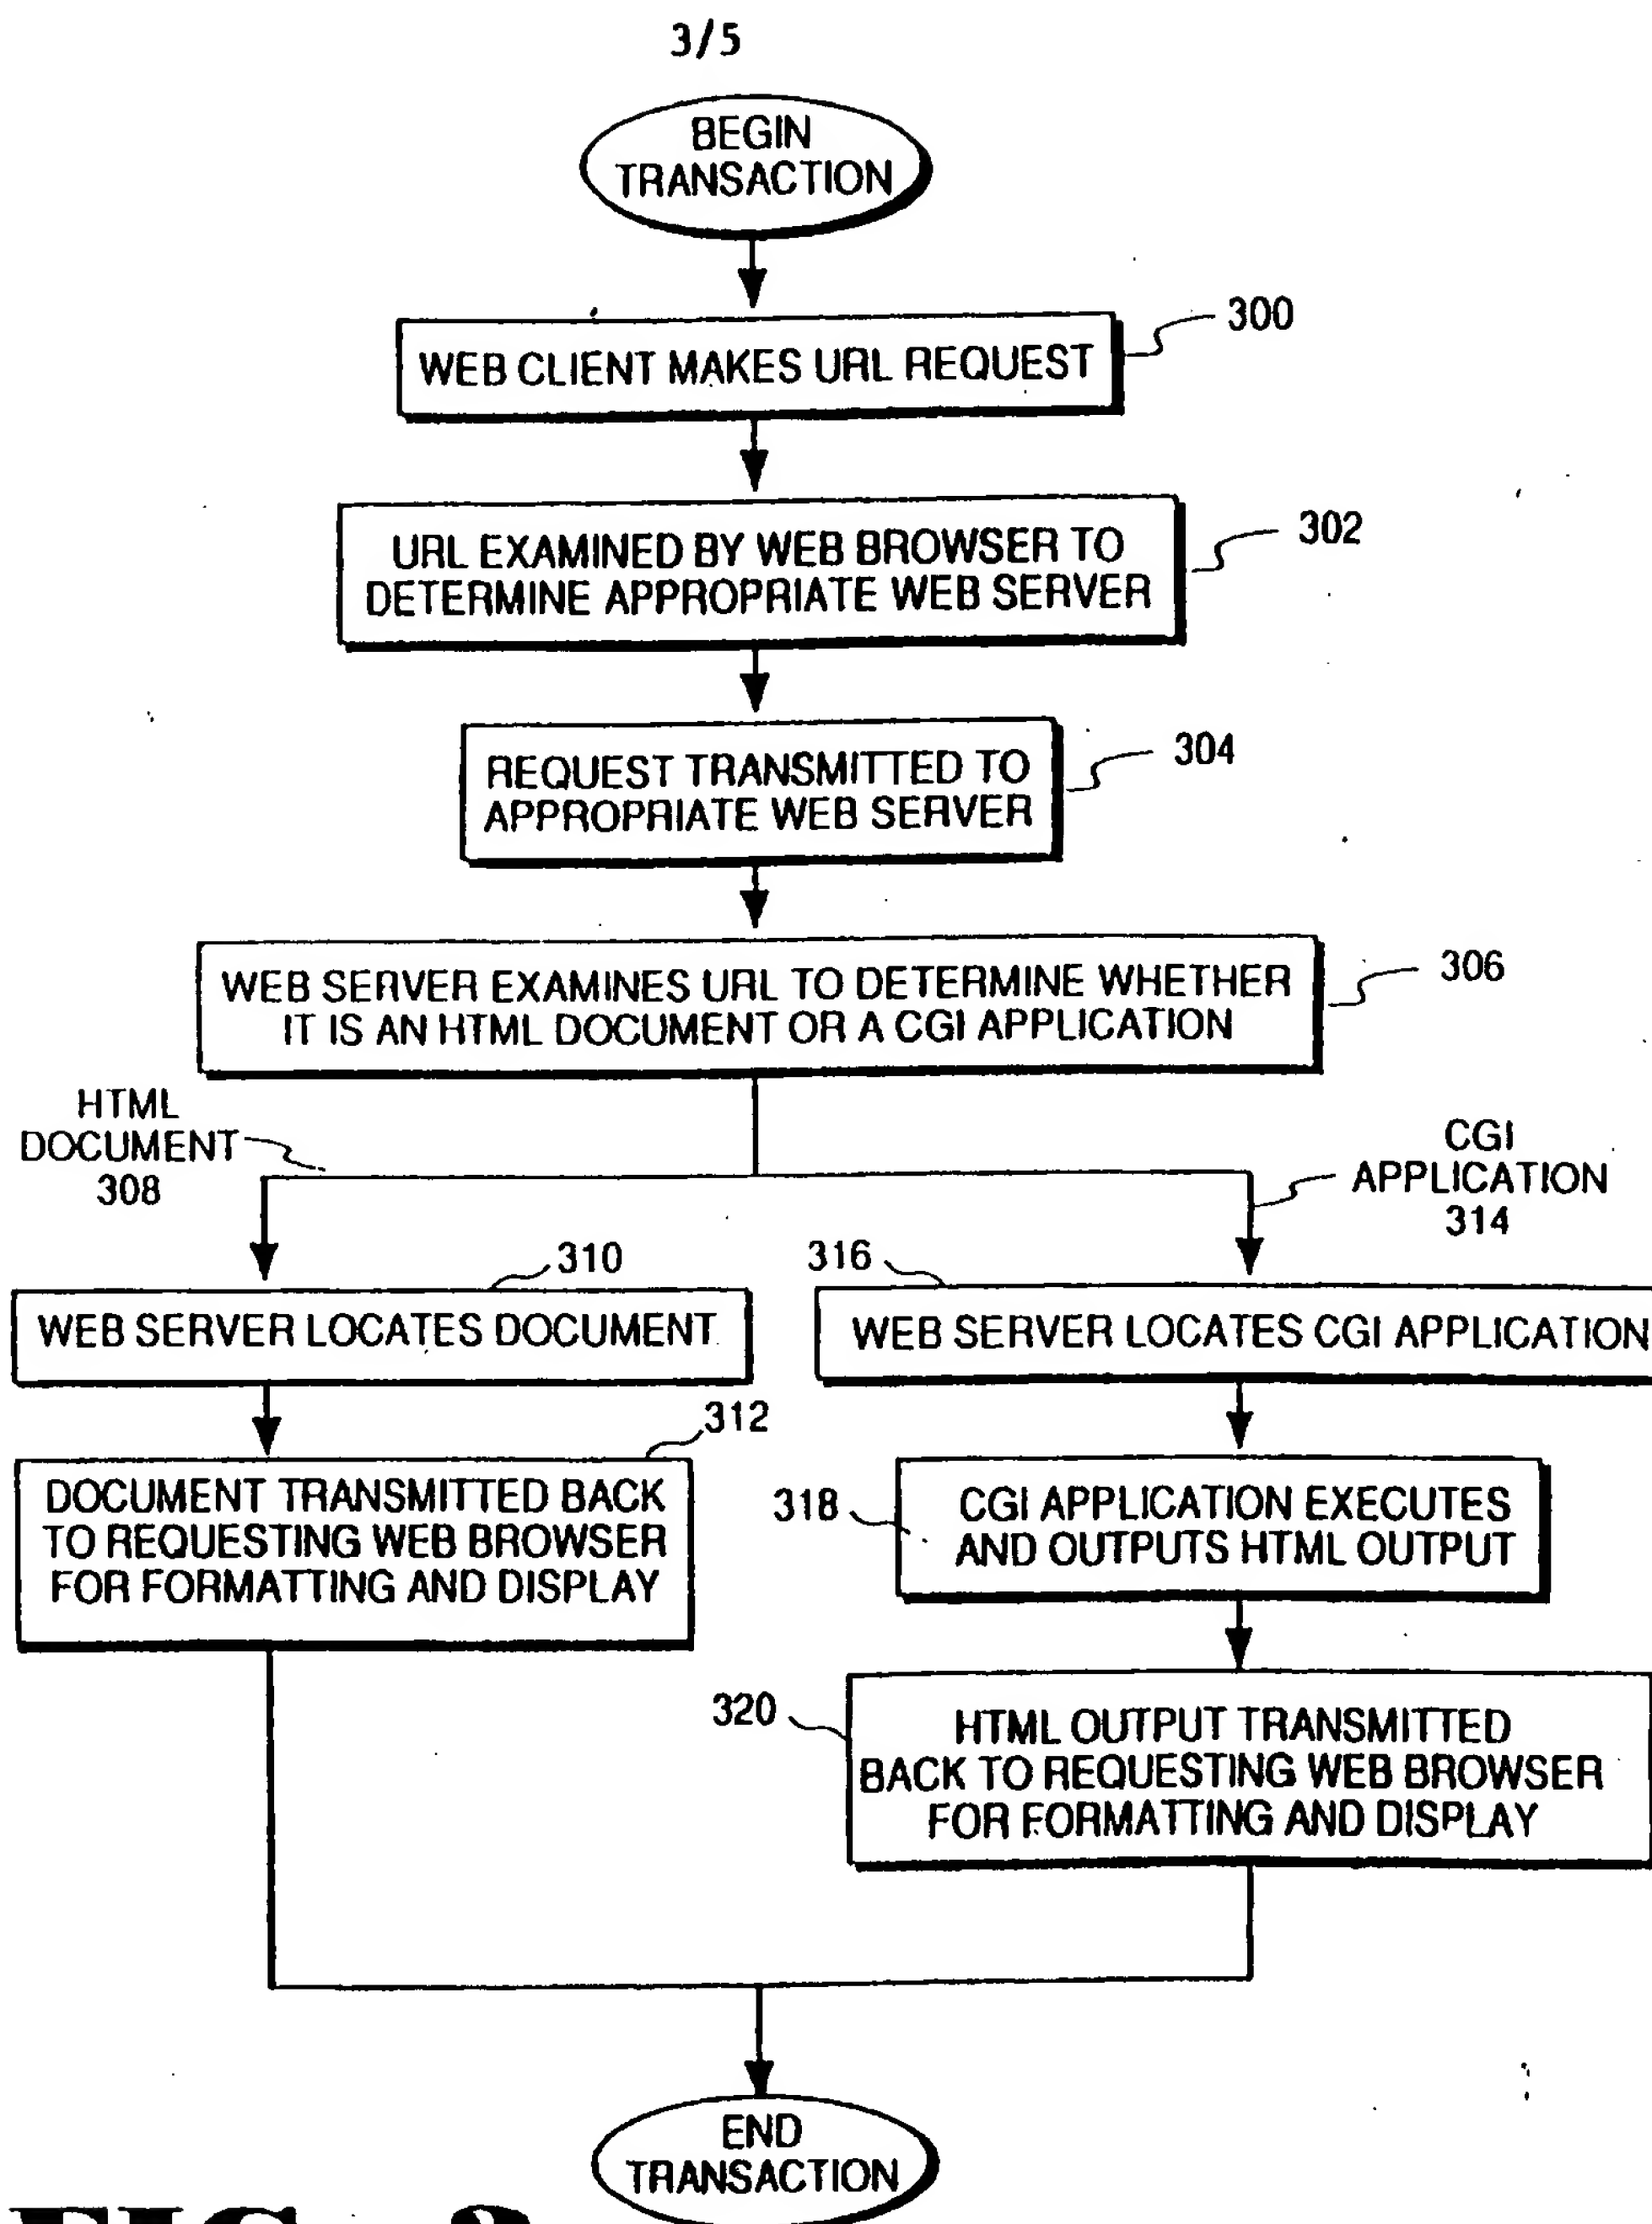 3/5
BEGIN
TRANSACTION
300
WEB CLIENT MAKES URL REQUEST
302
URL EXAMINED BY WEB BROWSER TO
DETERMINE APPROPRIATE WEB SERVER
304
REQUEST TRANSMITTED TO
APPROPRIATE WEB SERVER
306
WEB SERVER EXAMINES URL TO DETERMINE WHETHER
IT IS AN HTML DOCUMENT OR A CGI APPLICATION
HTML
DOCUMENT
308
CGI
APPLICATION
314
310
WEB SERVER LOCATES DOCUMENT
316
WEB SERVER LOCATES CGI APPLICATION
312
DOCUMENT TRANSMITTED BACK
TO REQUESTING WEB BROWSER
FOR FORMATTING AND DISPLAY
318
CGI APPLICATION EXECUTES
AND OUTPUTS HTML OUTPUT
320
HTML OUTPUT TRANSMITTED
BACK TO REQUESTING WEB BROWSER
FOR FORMATTING AND DISPLAY
END
TRANSACTION